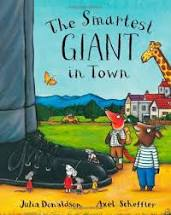 The Smartest
GIANT
in Town
Julia Donaldson Axel Scheffler